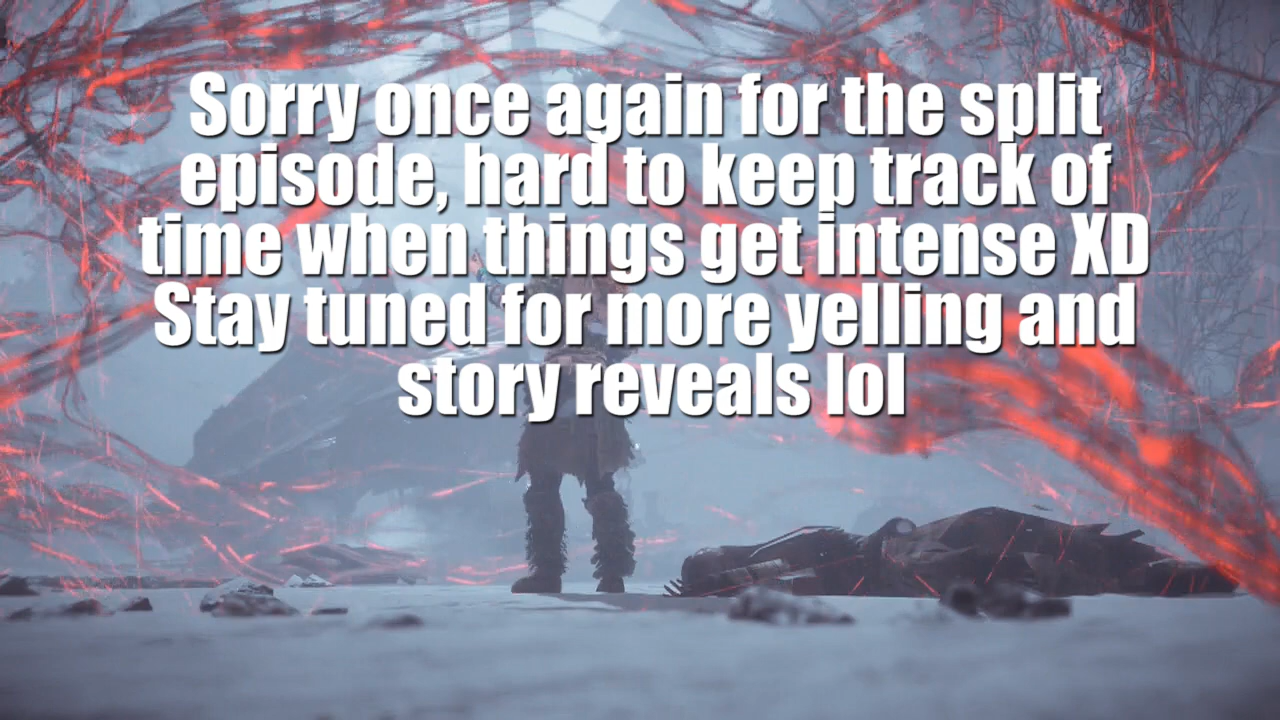 Sorry once again for the split
episode, hard to keep track of
time when things get intense XD
Stay tuned for more yelling and
story reveals lol